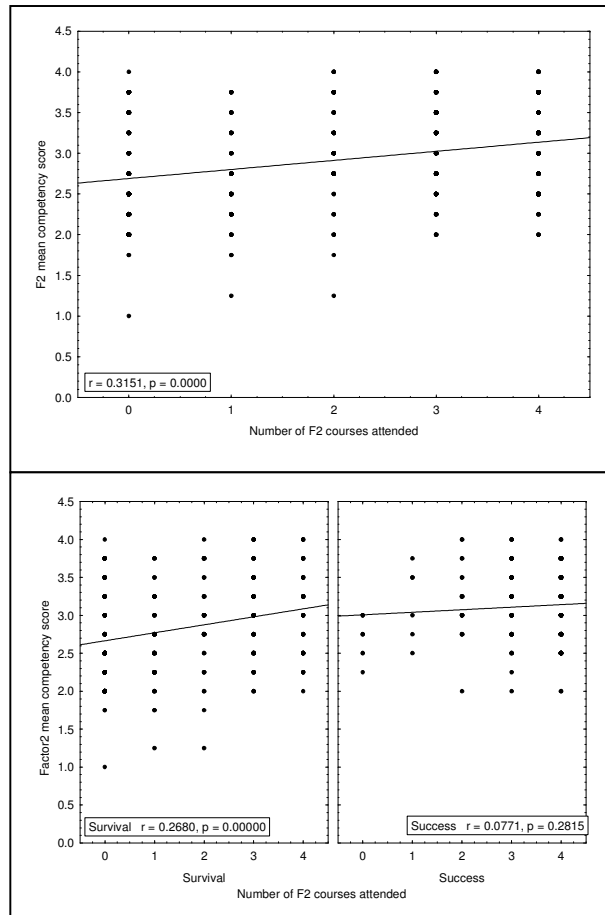 4.5
4.0
3.5
3.0
2.5
2.0
1.5
1.0
0.5
0.0
F2 mean competency score
r = 0.3151, p = 0.0000
0 1 2 3 4
Number of F2 courses attended
4.5
4.0
3.5
3.0
2.5
2.0
1.5
1.0
0.5
0.0
Factor2 mean competency score
Survival r = 0.2680, p = 0.00000
Success r = 0.0771, p = 0.2815
0 1 2 3 4 0 1 2 3 4
Survival Success
Number of F2 courses attended